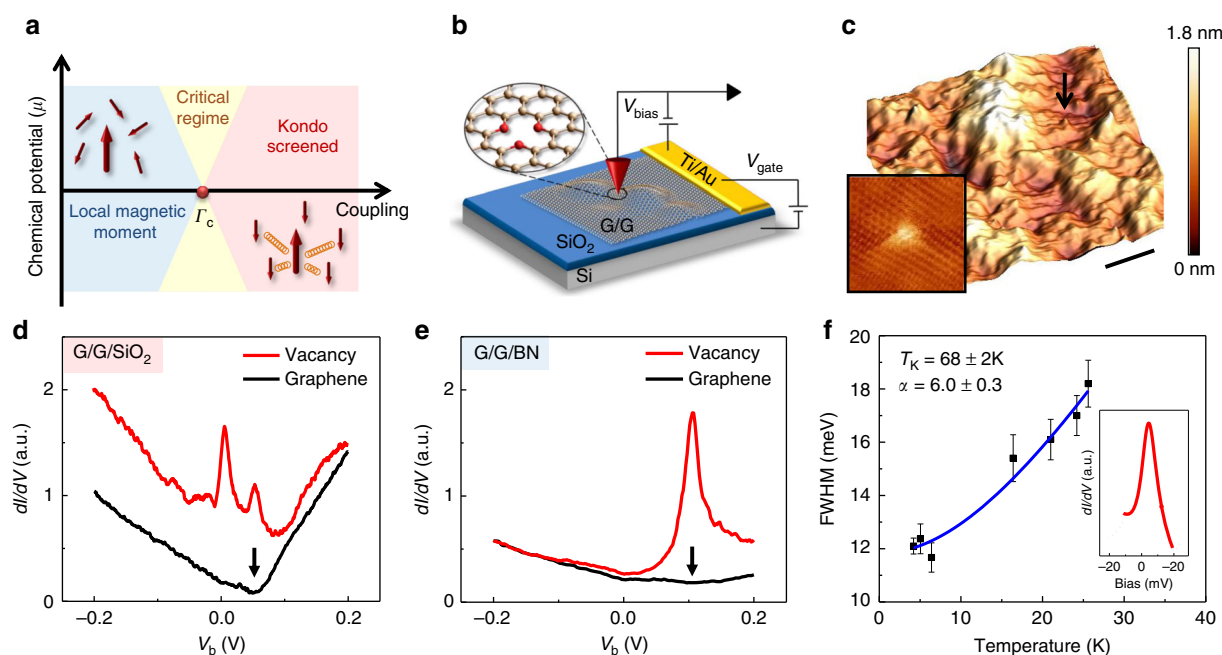 a
Chemical potential (μ)
Critical
regime
Kondo
screened
Local magnetic
moment
Γc
Coupling
b
Vbias
Ti/Au
Vgate
G/G
SiO2
Si
c
1.8 nm
0 nm
d
G/G/SiO2
Vacancy
Graphene
dI/dV (a.u.)
2
1
0
−0.2
0.0
0.2
Vb (V)
e
G/G/BN
Vacancy
Graphene
dI/dV (a.u.)
2
1
0
−0.2
0.0
0.2
Vb (V)
f
TK = 68 ± 2K
α = 6.0 ± 0.3
FWHM (meV)
20
18
16
14
12
10
0
10
20
30
40
Temperature (K)
dI/dV (a.u.)
−20
0
−20
Bias (mV)